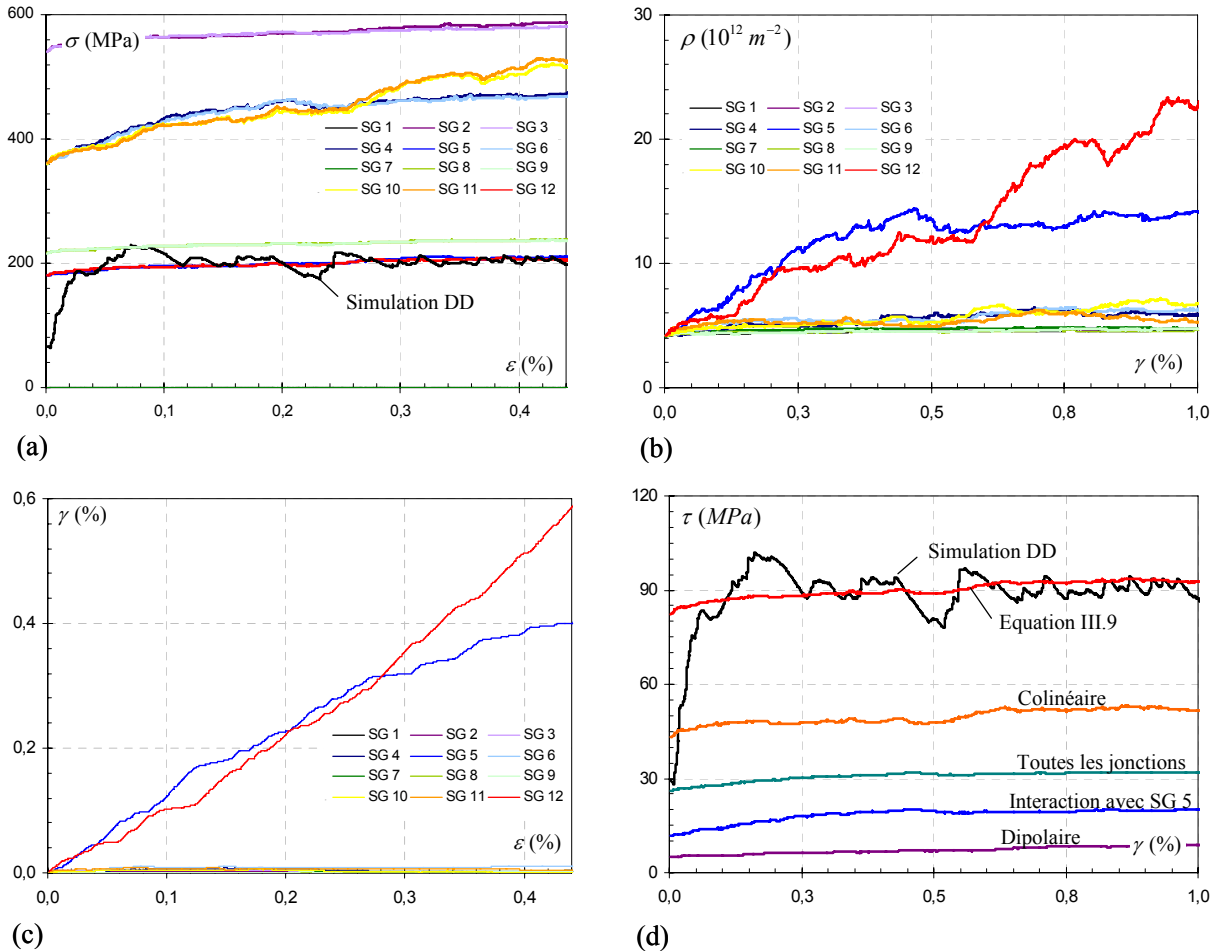 600
σ (MPa)
400
200
0
SG 1 SG 2 SG 3
SG 4 SG 5 SG 6
SG 7 SG 8 SG 9
SG 10 SG 11 SG 12
Simulation DD
ε (%)
0,0 0,1 0,2 0,3 0,4
(a)
30
ρ (10¹² m⁻²)
20
10
0
SG 1 SG 2 SG 3
SG 4 SG 5 SG 6
SG 7 SG 8 SG 9
SG 10 SG 11 SG 12
γ (%)
0,0 0,3 0,5 0,8 1,0
(b)
0,6
γ (%)
0,4
0,2
0,0
SG 1 SG 2 SG 3
SG 4 SG 5 SG 6
SG 7 SG 8 SG 9
SG 10 SG 11 SG 12
ε (%)
0,0 0,1 0,2 0,3 0,4
(c)
120
τ (MPa)
90
60
30
0
Simulation DD
Equation III.9
Colinéaire
Toutes les jonctions
Interaction avec SG 5
Dipolaire
γ (%)
0,0 0,3 0,5 0,8 1,0
(d)